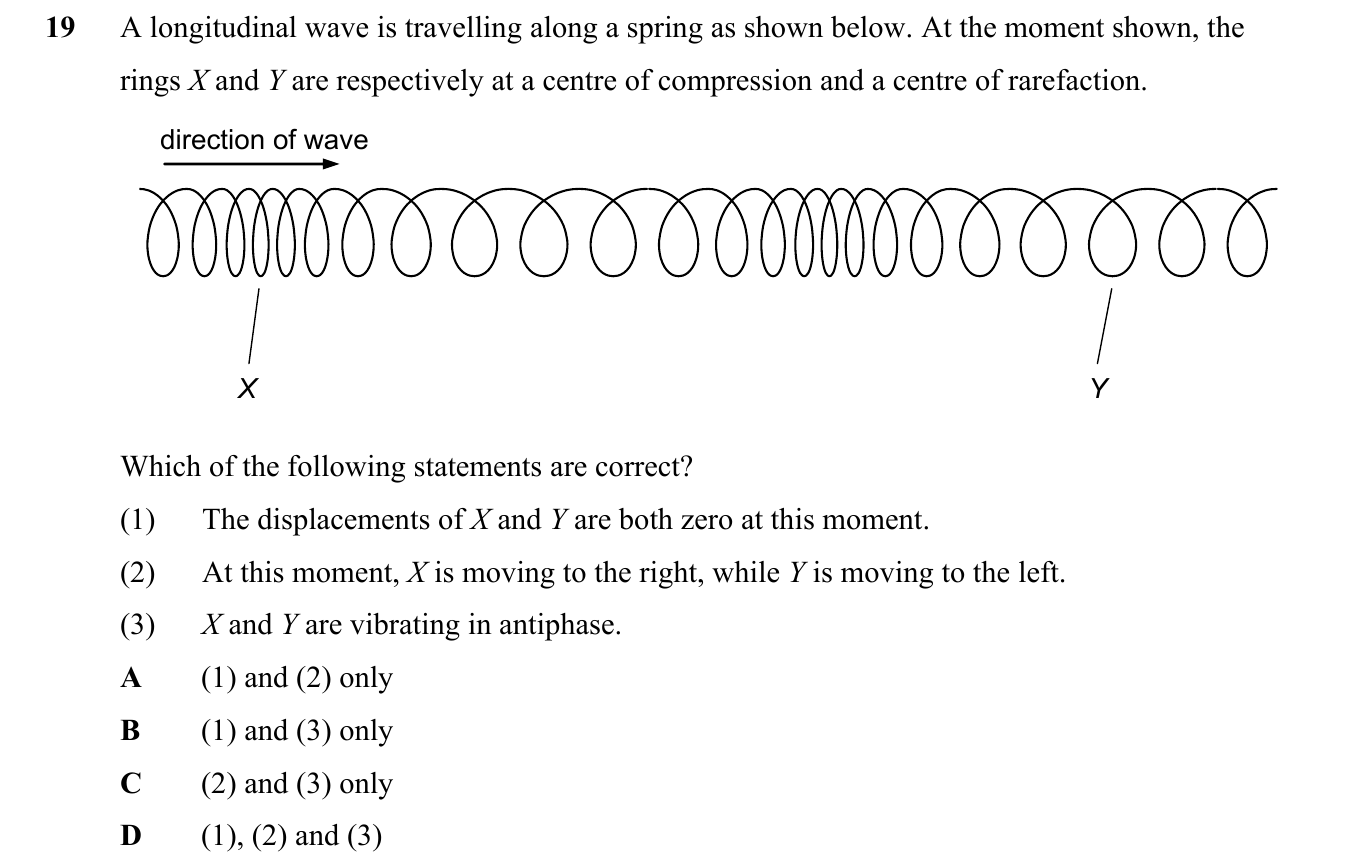 19 A longitudinal wave is travelling along a spring as shown below. At the moment shown, the
rings X and Y are respectively at a centre of compression and a centre of rarefaction.
direction of wave
X
Y
Which of the following statements are correct?
(1) The displacements of X and Y are both zero at this moment.
(2) At this moment, X is moving to the right, while Y is moving to the left.
(3) X and Y are vibrating in antiphase.
A (1) and (2) only
B (1) and (3) only
C (2) and (3) only
D (1), (2) and (3)